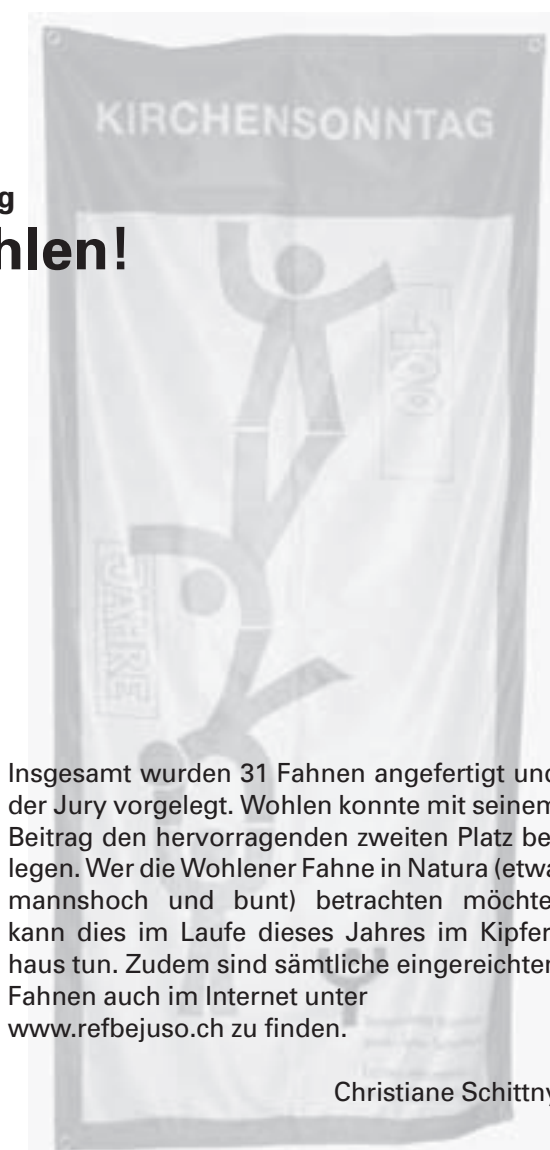 KIRCHENSONNTAG
g
hlen!
100
JAHRE
Insgesamt wurden 31 Fahnen angefertigt und
der Jury vorgelegt. Wohlen konnte mit seinem
Beitrag den hervorragenden zweiten Platz be
legen. Wer die Wohlener Fahne in Natura (etwa
mannshoch und bunt) betrachten möchte
kann dies im Laufe dieses Jahres im Kipfer
haus tun. Zudem sind sämtliche eingereichten
Fahnen auch im Internet unter
www.refbejuso.ch zu finden.
Christiane Schittny